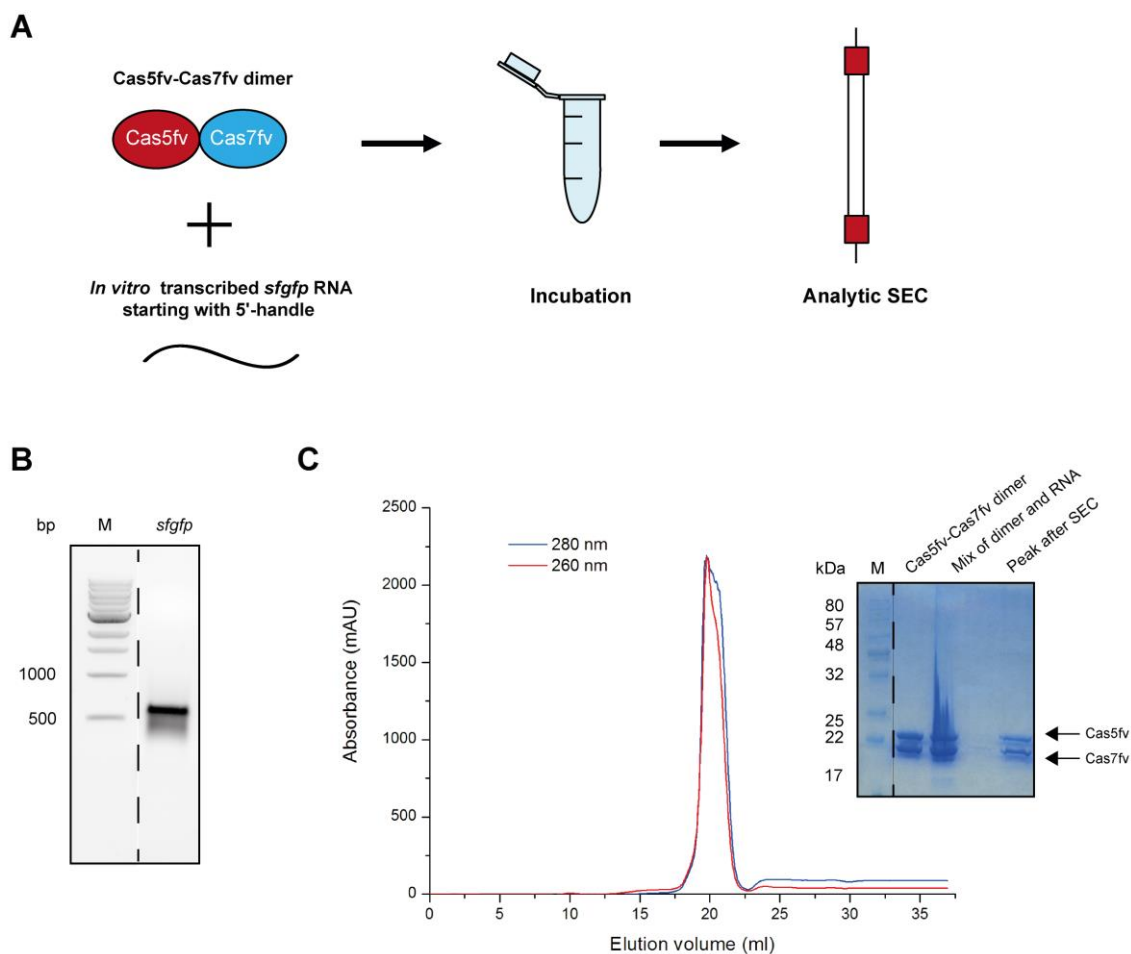 A
Cas5fv-Cas7fv dimer
Cas5fv Cas7fv
In vitro transcribed sfgfp RNA
starting with 5'-handle
Incubation
Analytic SEC
B
bp M sfgfp
1000
500
C
2500
2000
1500
1000
500
0
Absorbance (mAU)
280 nm
260 nm
0 5 10 15 20 25 30 35
Elution volume (ml)
kDa M Cas5fv-Cas7fv dimer
Mix of dimer and RNA
Peak after SEC
80
57
48
32
25
22
17
Cas5fv
Cas7fv